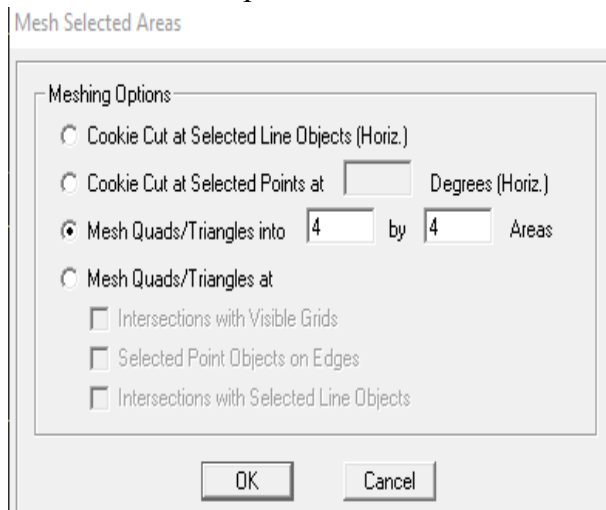 Mesh Selected Areas
Meshing Options
Cookie Cut at Selected Line Objects (Horiz.)
Cookie Cut at Selected Points at Degrees (Horiz.)
Mesh Quads/Triangles into 4 by 4 Areas
Mesh Quads/Triangles at
Intersections with Visible Grids
Selected Point Objects on Edges
Intersections with Selected Line Objects
OK Cancel